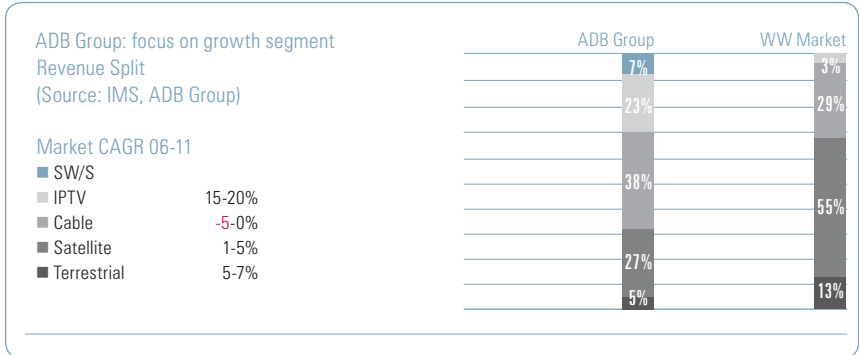 ADB Group: focus on growth segment
Revenue Split
(Source: IMS, ADB Group)
Market CAGR 06-11
SW/S
IPTV 15-20%
Cable -5-0%
Satellite 1-5%
Terrestrial 5-7%
ADB Group WW Market
7% 3%
23% 29%
38%
55%
27%
5% 13%